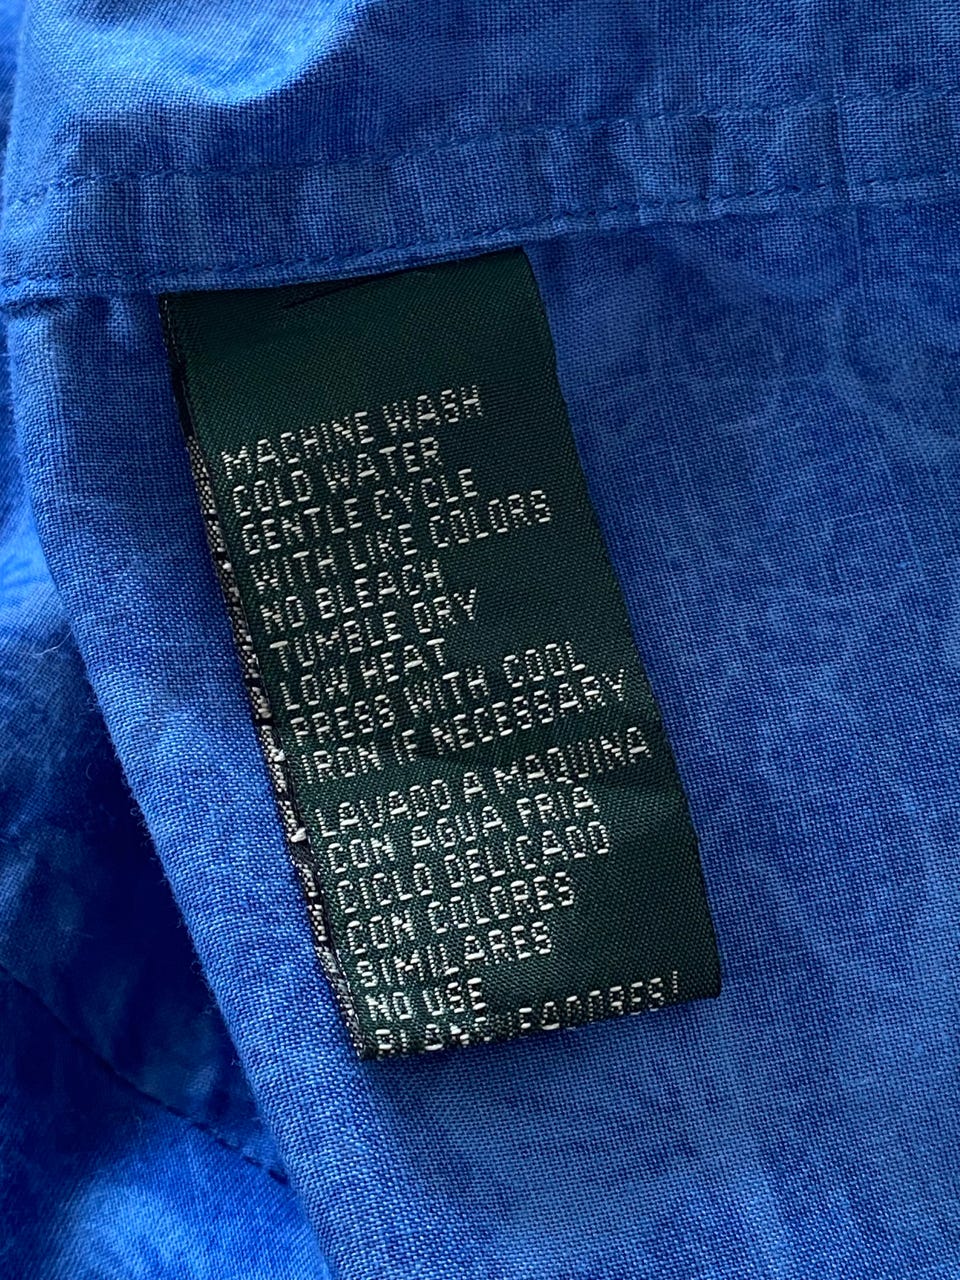 MACHINE WASH
COLD WATER
GENTLE CYCLE
WITH LIKE COLORS
NO BLEACH
TUMBLE DRY
LOW HEAT
PRESS WITH COOL
IRON IF NECESSARY
LAVADO A MAQUINA
CON AGUA FRIA
CICLO DELICADO
CON COLORES
SIMILARES
NO USE